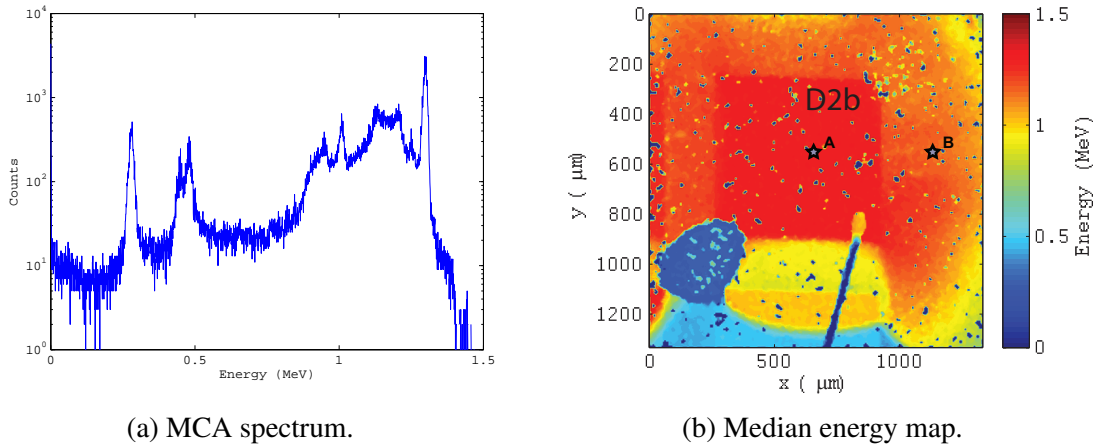 10^4
10^3
10^2
10^1
10^0
Counts
0
0.5
1
1.5
Energy (MeV)
(a) MCA spectrum.
0
200
400
600
800
1000
1200
y ( μm)
0
500
1000
x ( μm)
D2b
A
B
1.5
1
0.5
0
Energy (MeV)
(b) Median energy map.